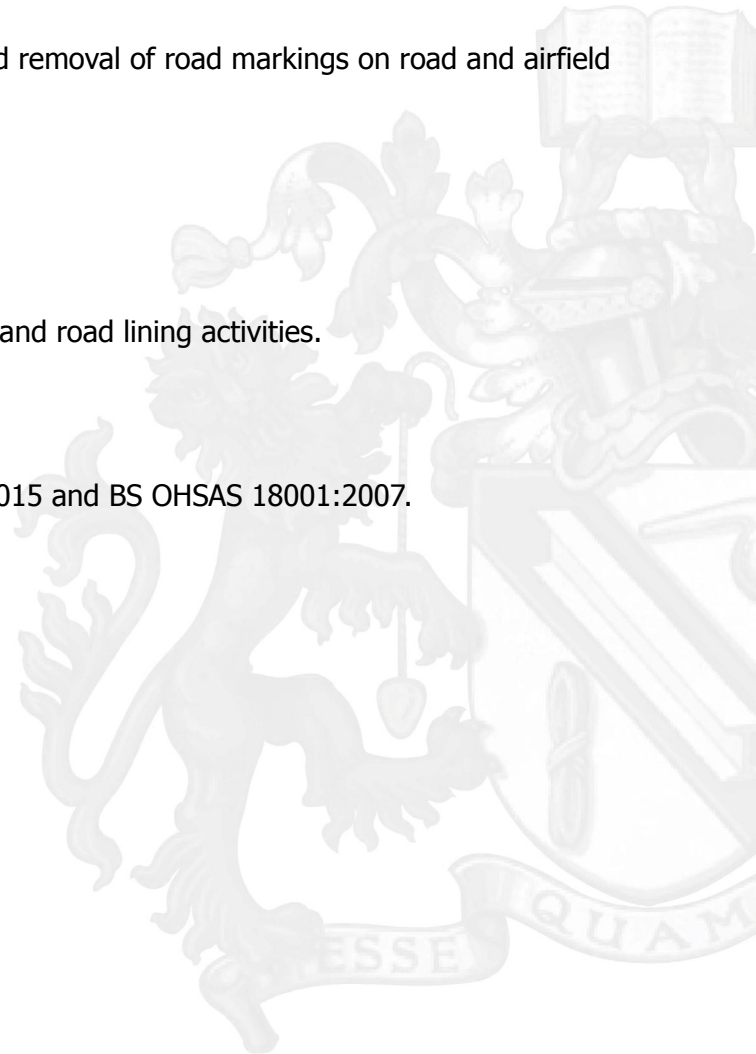 d removal of road markings on road and airfield
and road lining activities.
015 and BS OHSAS 18001:2007.
ESSE
QUAM